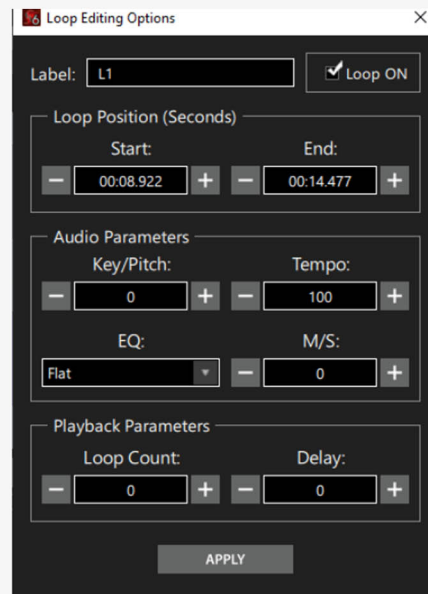 6 Loop Editing Options
Label: L1 Loop ON
Loop Position (Seconds)
Start: End:
− 00:08.922 + − 00:14.477 +
Audio Parameters
Key/Pitch: Tempo:
− 0 + − 100 +
EQ: M/S:
Flat − 0 +
Playback Parameters
Loop Count: Delay:
− 0 + − 0 +
APPLY